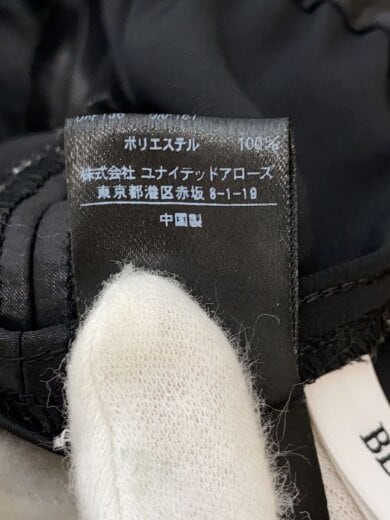 ポリエステル 100%
株式会社 ユナイテッドアローズ
東京都港区赤坂 8-1-19
中国製